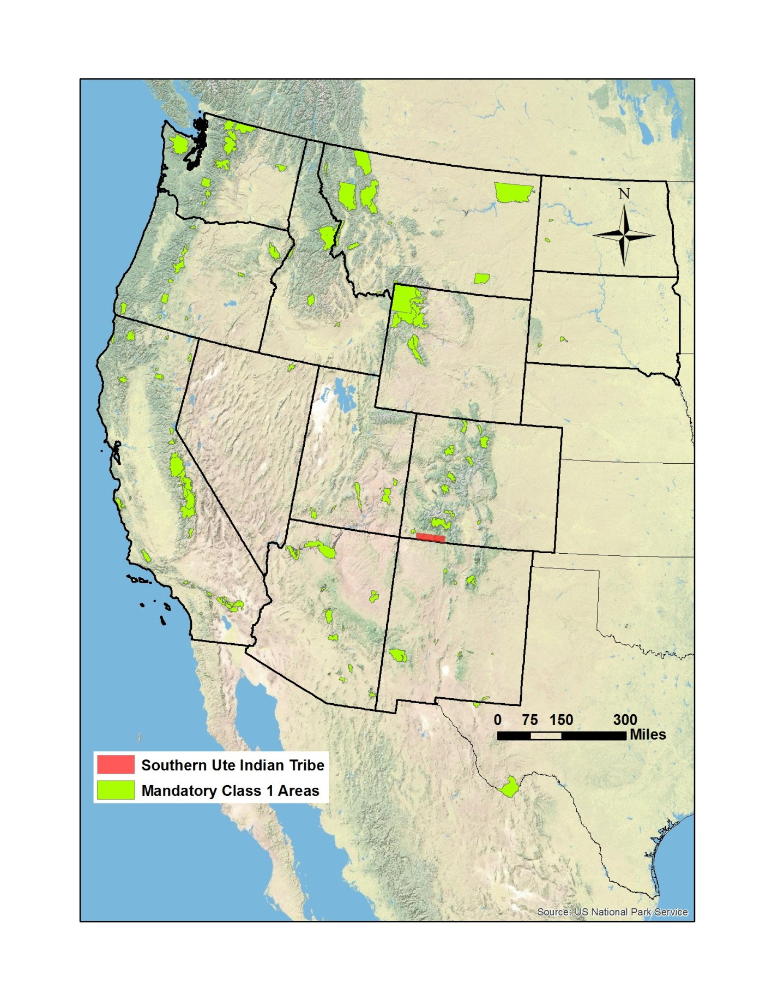 N
0 75 150 300
Miles
Southern Ute Indian Tribe
Mandatory Class 1 Areas
Source: US National Park Service